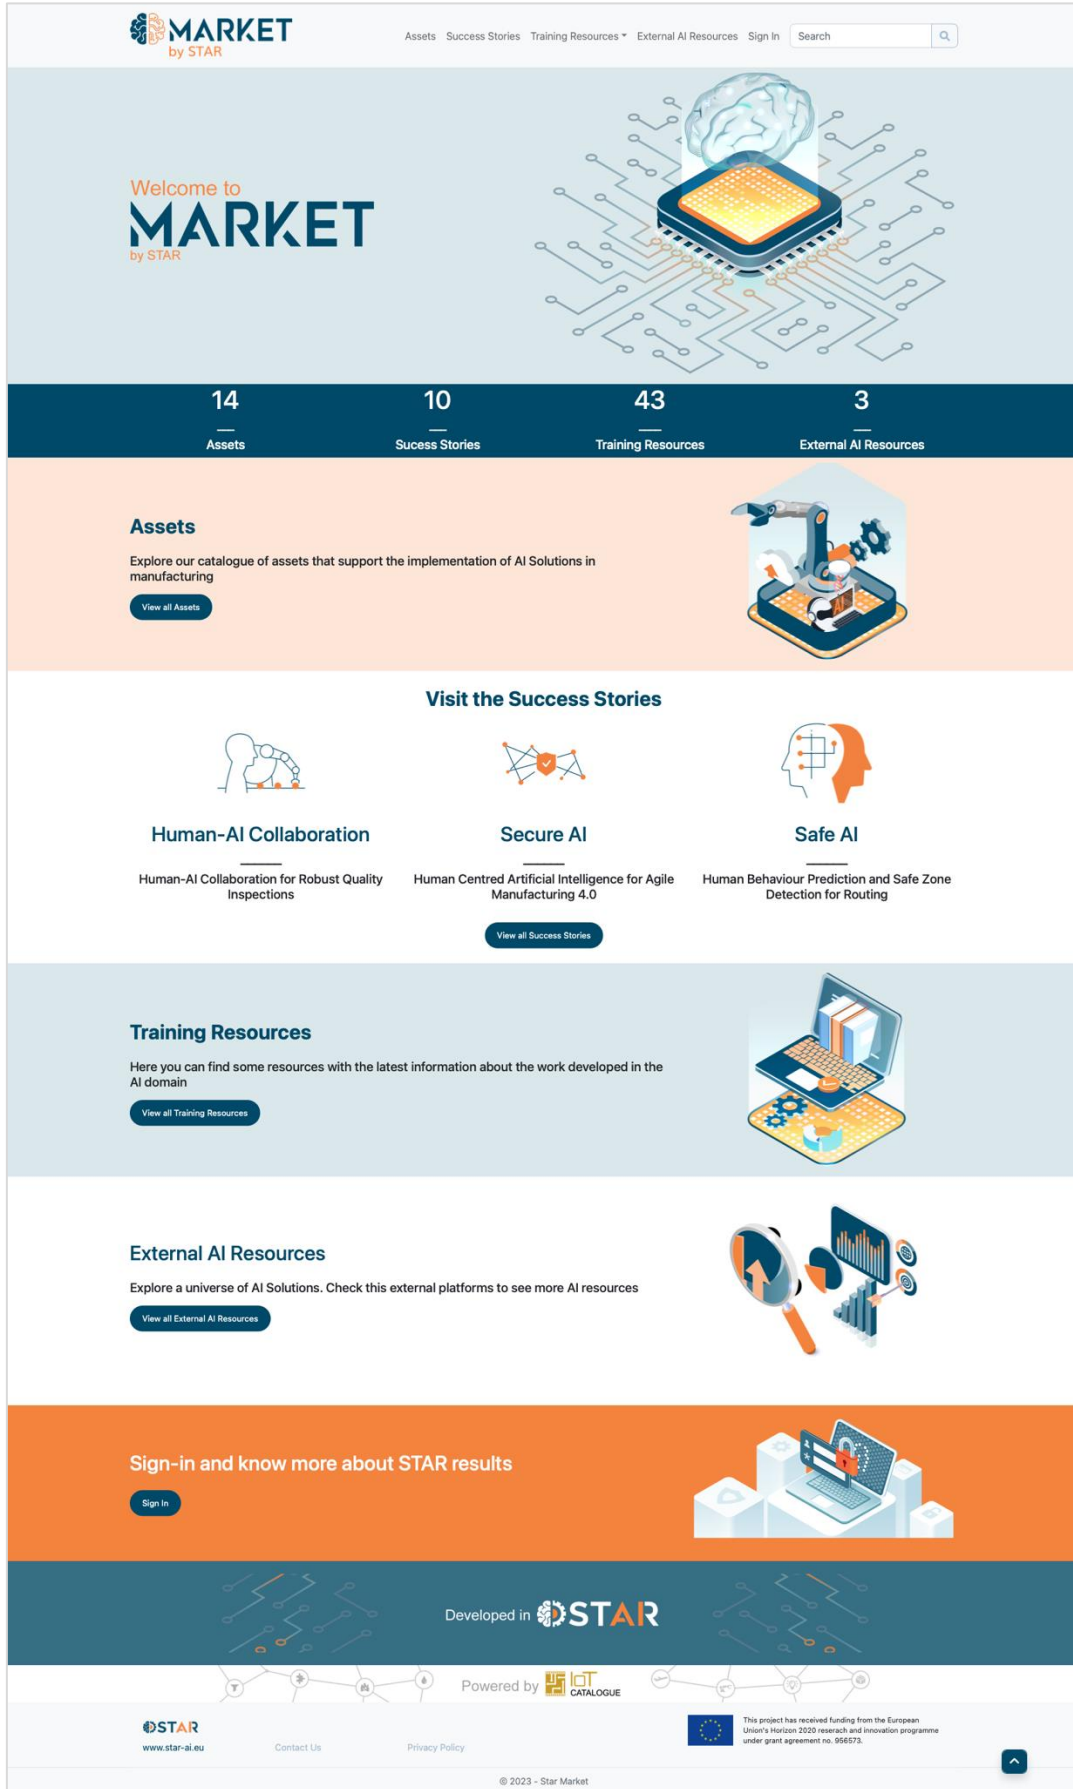 MARKET
by STAR
Assets Success Stories Training Resources External AI Resources Sign In Search
Welcome to
MARKET
by STAR
14 10 43 3
Assets Sucess Stories Training Resources External AI Resources
Assets
Explore our catalogue of assets that support the implementation of AI Solutions in
manufacturing
View all Assets
AI
Visit the Success Stories
Human-AI Collaboration Secure AI Safe AI
Human-AI Collaboration for Robust Quality Human Centred Artificial Intelligence for Agile Human Behaviour Prediction and Safe Zone
Inspections Manufacturing 4.0 Detection for Routing
View all Success Stories
Training Resources
Here you can find some resources with the latest information about the work developed in the
AI domain
View all Training Resources
External AI Resources
Explore a universe of AI Solutions. Check this external platforms to see more AI resources
View all External AI Resources
Sign-in and know more about STAR results
Sign In
Developed in STAR
Powered by IoT
CATALOGUE
STAR
www.star-ai.eu Contact Us Privacy Policy
This project has received funding from the European
Union's Horizon 2020 reserach and innovation programme
under grant agreement no. 956573.
© 2023 - Star Market